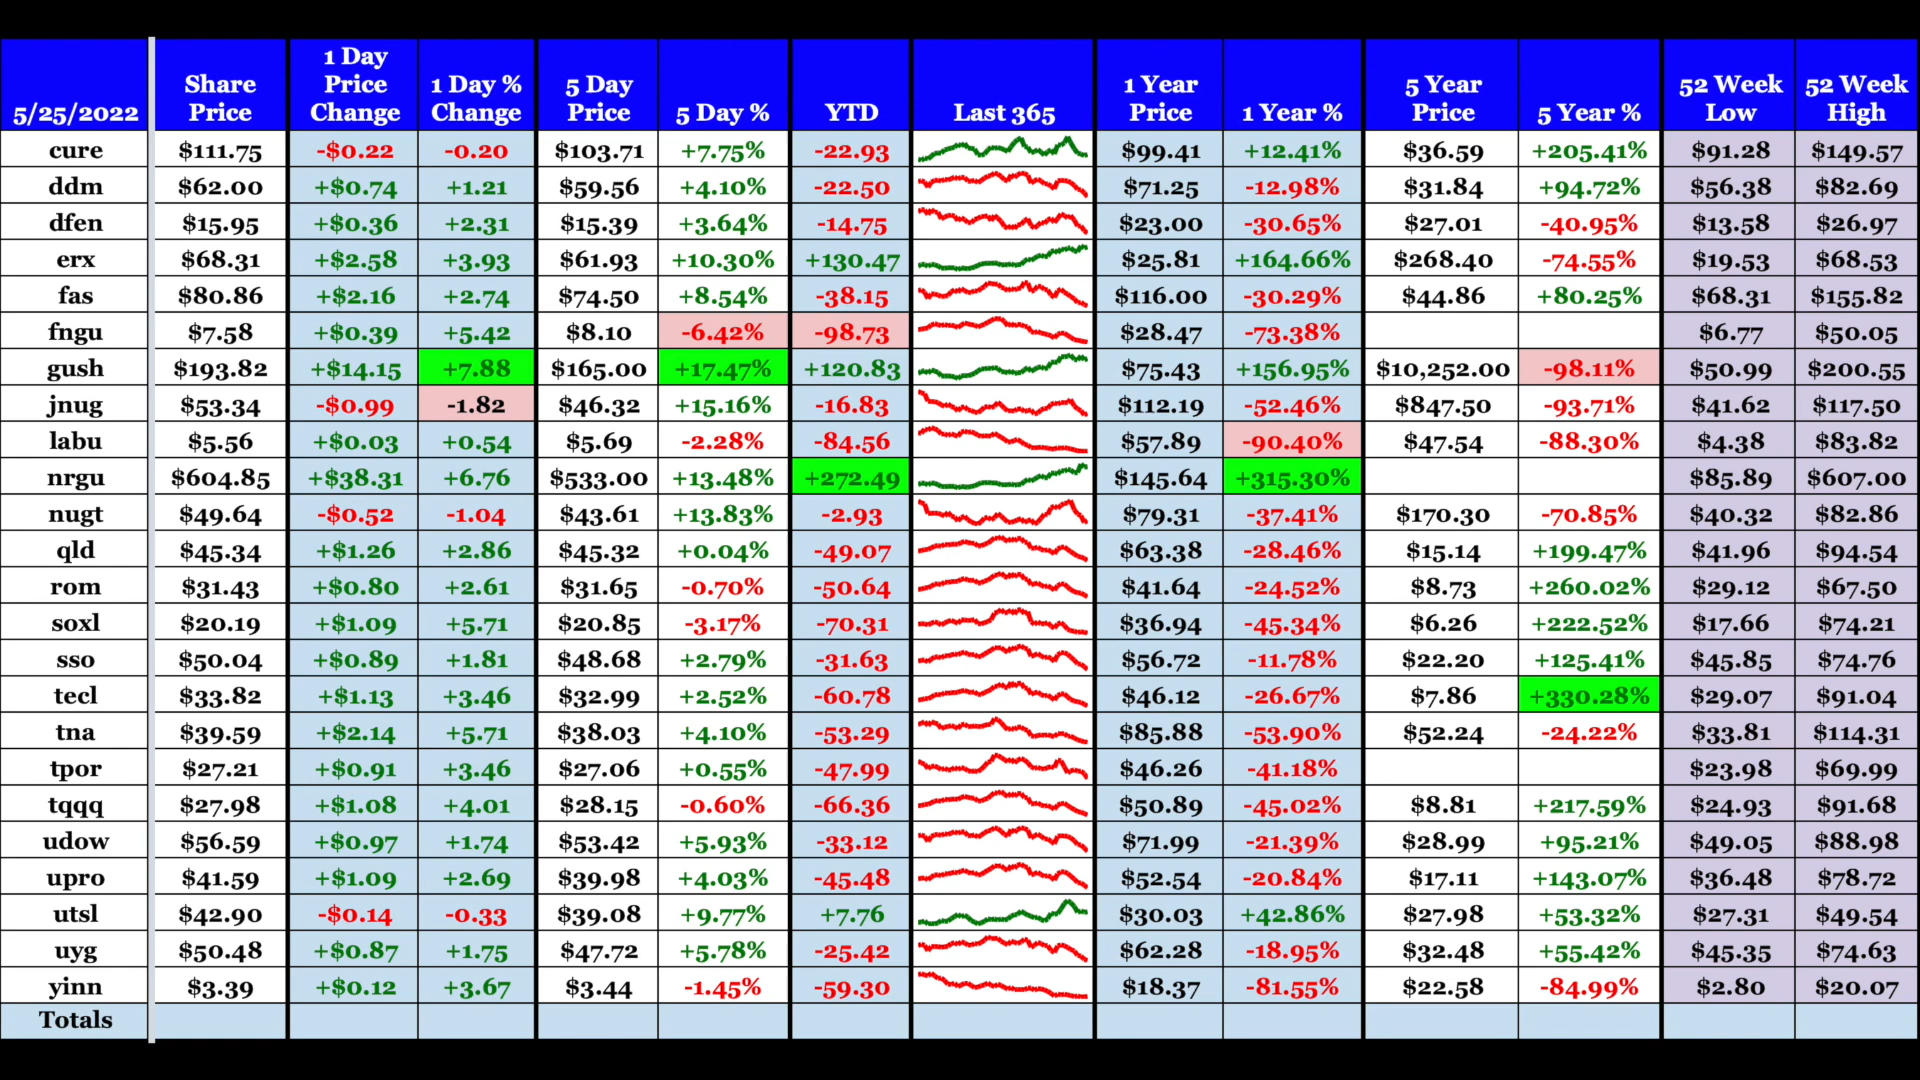 5/25/2022 Share Price 1 Day Price Change 1 Day % Change 5 Day Price 5 Day % YTD Last 365 1 Year Price 1 Year % 5 Year Price 5 Year % 52 Week Low 52 Week High
cure $111.75 -$0.22 -0.20 $103.71 +7.75% -22.93 $99.41 +12.41% $36.59 +205.41% $91.28 $149.57
ddm $62.00 +$0.74 +1.21 $59.56 +4.10% -22.50 $71.25 -12.98% $31.84 +94.72% $56.38 $82.69
dfen $15.95 +$0.36 +2.31 $15.39 +3.64% -14.75 $23.00 -30.65% $27.01 -40.95% $13.58 $26.97
erx $68.31 +$2.58 +3.93 $61.93 +10.30% +130.47 $25.81 +164.66% $268.40 -74.55% $19.53 $68.53
fas $80.86 +$2.16 +2.74 $74.50 +8.54% -38.15 $116.00 -30.29% $44.86 +80.25% $68.31 $155.82
fngu $7.58 +$0.39 +5.42 $8.10 -6.42% -98.73 $28.47 -73.38% $6.77 $50.05
gush $193.82 +$14.15 +7.88 $165.00 +17.47% +120.83 $75.43 +156.95% $10,252.00 -98.11% $50.99 $200.55
jnug $53.34 -$0.99 -1.82 $46.32 +15.16% -16.83 $112.19 -52.46% $847.50 -93.71% $41.62 $117.50
labu $5.56 +$0.03 +0.54 $5.69 -2.28% -84.56 $57.89 -90.40% $47.54 -88.30% $4.38 $83.82
nrgu $604.85 +$38.31 +6.76 $533.00 +13.48% +272.49 $145.64 +315.30% $85.89 $607.00
nugt $49.64 -$0.52 -1.04 $43.61 +13.83% -2.93 $79.31 -37.41% $170.30 -70.85% $40.32 $82.86
qld $45.34 +$1.26 +2.86 $45.32 +0.04% -49.07 $63.38 -28.46% $15.14 +199.47% $41.96 $94.54
rom $31.43 +$0.80 +2.61 $31.65 -0.70% -50.64 $41.64 -24.52% $8.73 +260.02% $29.12 $67.50
soxl $20.19 +$1.09 +5.71 $20.85 -3.17% -70.31 $36.94 -45.34% $6.26 +222.52% $17.66 $74.21
sso $50.04 +$0.89 +1.81 $48.68 +2.79% -31.63 $56.72 -11.78% $22.20 +125.41% $45.85 $74.76
tecl $33.82 +$1.13 +3.46 $32.99 +2.52% -60.78 $46.12 -26.67% $7.86 +330.28% $29.07 $91.04
tna $39.59 +$2.14 +5.71 $38.03 +4.10% -53.29 $85.88 -53.90% $52.24 -24.22% $33.81 $114.31
tpor $27.21 +$0.91 +3.46 $27.06 +0.55% -47.99 $46.26 -41.18% $23.98 $69.99
tqqq $27.98 +$1.08 +4.01 $28.15 -0.60% -66.36 $50.89 -45.02% $8.81 +217.59% $24.93 $91.68
udow $56.59 +$0.97 +1.74 $53.42 +5.93% -33.12 $71.99 -21.39% $28.99 +95.21% $49.05 $88.98
upro $41.59 +$1.09 +2.69 $39.98 +4.03% -45.48 $52.54 -20.84% $17.11 +143.07% $36.48 $78.72
utsl $42.90 -$0.14 -0.33 $39.08 +9.77% +7.76 $30.03 +42.86% $27.98 +53.32% $27.31 $49.54
uyg $50.48 +$0.87 +1.75 $47.72 +5.78% -25.42 $62.28 -18.95% $32.48 +55.42% $45.35 $74.63
yinn $3.39 +$0.12 +3.67 $3.44 -1.45% -59.30 $18.37 -81.55% $22.58 -84.99% $2.80 $20.07
Totals